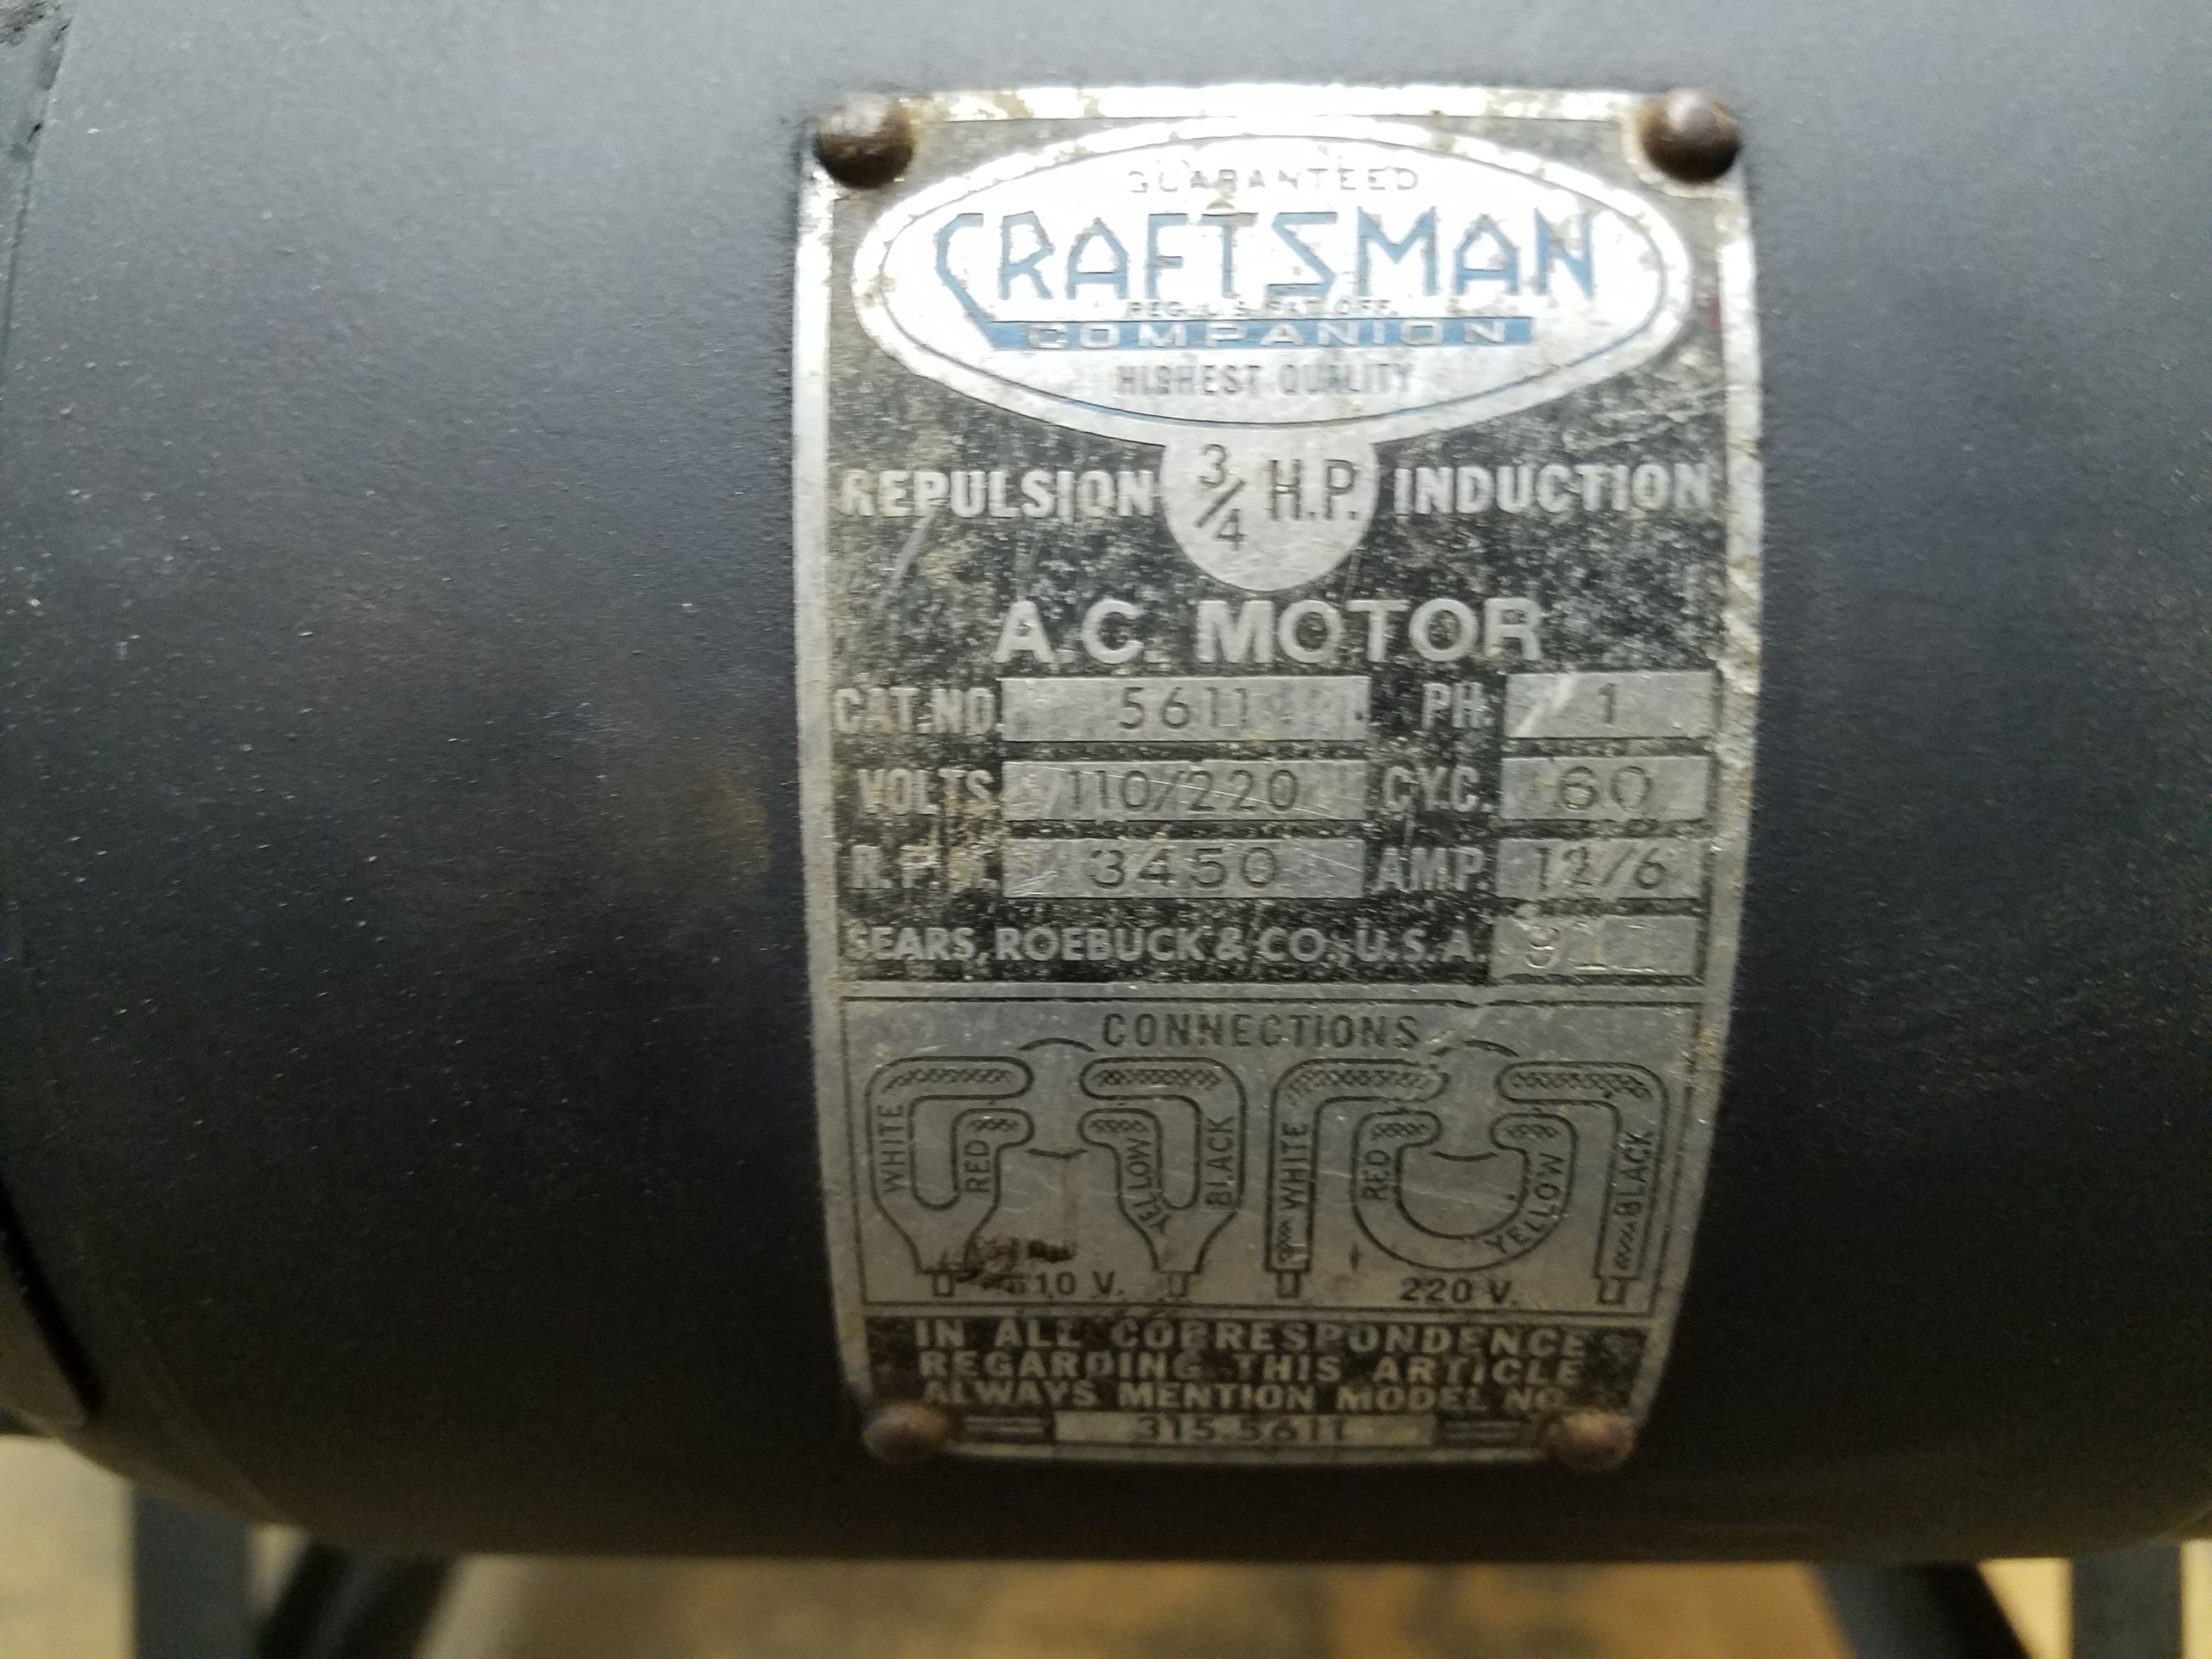 GUARANTEED
CRAFTSMAN
REG. U.S. PAT. OFF.
COMPANION
HIGHEST QUALITY
REPULSION 3/4 H.P. INDUCTION
A.C. MOTOR
CAT. NO. 5611 PH. 1
VOLTS. 110/220 CYC. 60
R.P.M. 3450 AMP. 12/6
SEARS, ROEBUCK & CO., U.S.A.
CONNECTIONS
WHITE RED YELLOW BLACK WHITE RED YELLOW BLACK
110 V. 220 V.
IN ALL CORRESPONDENCE
REGARDING THIS ARTICLE
ALWAYS MENTION MODEL NO.
315.5611